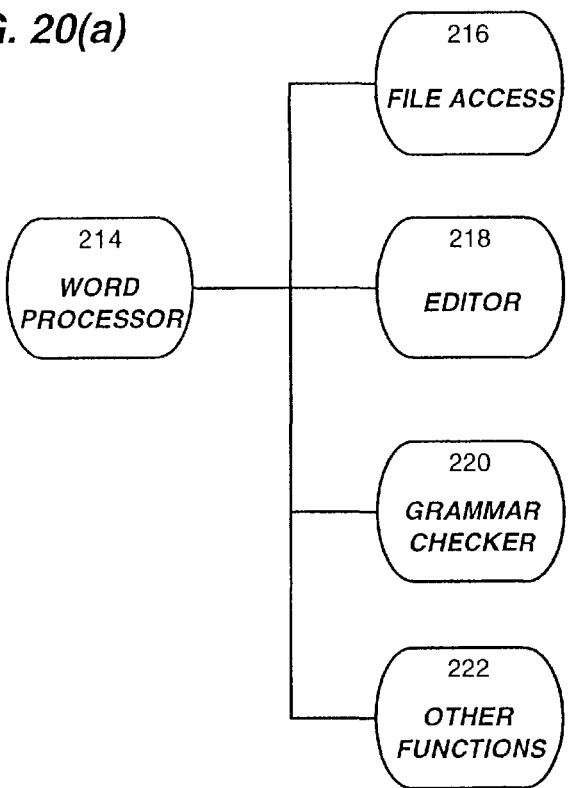 G. 20(a)
216
FILE ACCESS
214
WORD
PROCESSOR
218
EDITOR
220
GRAMMAR
CHECKER
222
OTHER
FUNCTIONS